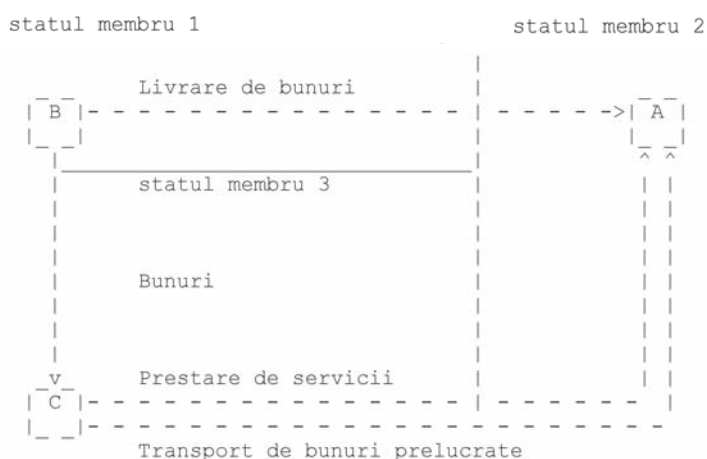 statul membru 1 statul membru 2
Livrare de bunuri
B A
statul membru 3
Bunuri
Prestare de servicii
C
Transport de bunuri prelucrate